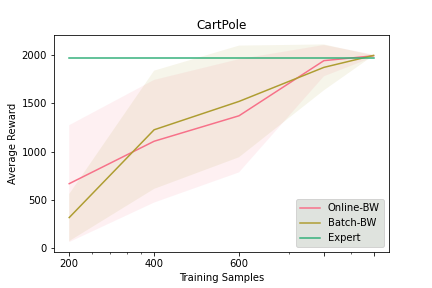 CartPole
Average Reward
2000
1500
1000
500
0
Online-BW
Batch-BW
Expert
200 400 600
Training Samples